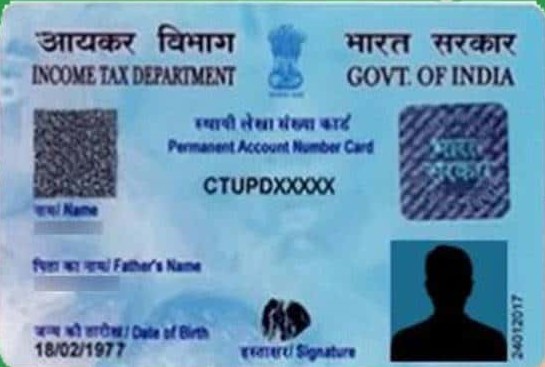 आयकर विभाग
INCOME TAX DEPARTMENT
भारत सरकार
GOVT. OF INDIA
स्थायी लेखा संख्या कार्ड
Permanent Account Number Card
CTUPDXXXXX
भारत
सरकार
नाम/ Name
पिता का नाम/ Father's Name
जन्म की तारीख/ Date of Birth
18/02/1977
हस्ताक्षर/ Signature
24012017